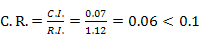 C. R. = C.I. / R.I. = 0.07 / 1.12 = 0.06 < 0.1